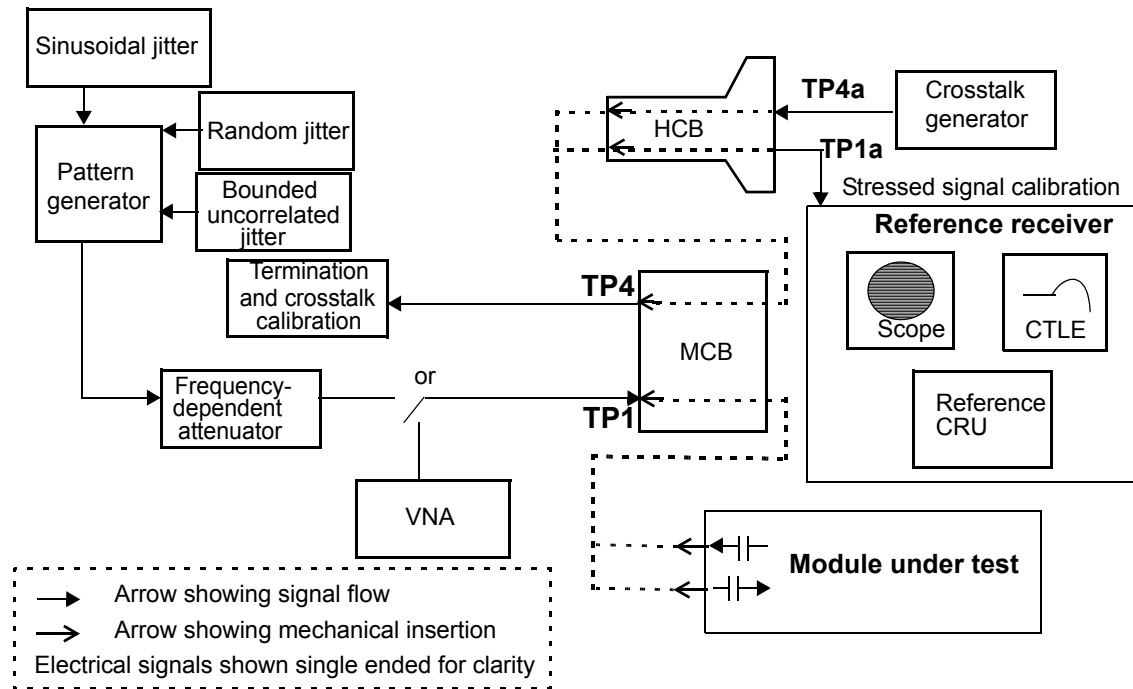 Sinusoidal jitter
Random jitter
Pattern
generator
Bounded
uncorrelated
jitter
Termination
and crosstalk
calibration
Frequency-
dependent
attenuator
or
VNA
TP4
TP1
MCB
HCB
TP4a
TP1a
Crosstalk
generator
Stressed signal calibration
Reference receiver
Scope
CTLE
Reference
CRU
Module under test
Arrow showing signal flow
Arrow showing mechanical insertion
Electrical signals shown single ended for clarity